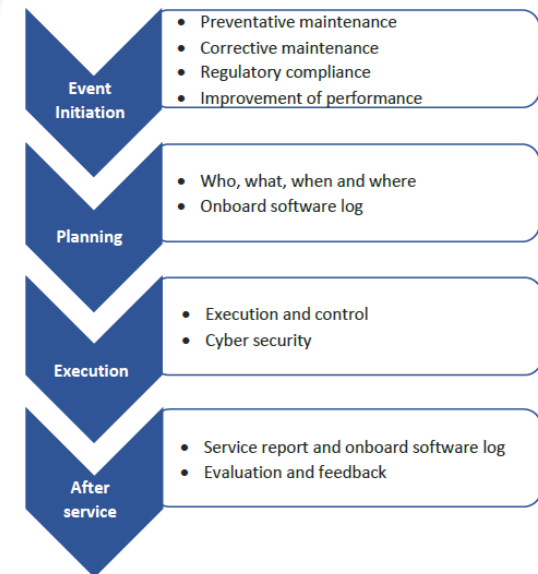 Event
Initiation
• Preventative maintenance
• Corrective maintenance
• Regulatory compliance
• Improvement of performance
Planning
• Who, what, when and where
• Onboard software log
Execution
• Execution and control
• Cyber security
After
service
• Service report and onboard software log
• Evaluation and feedback